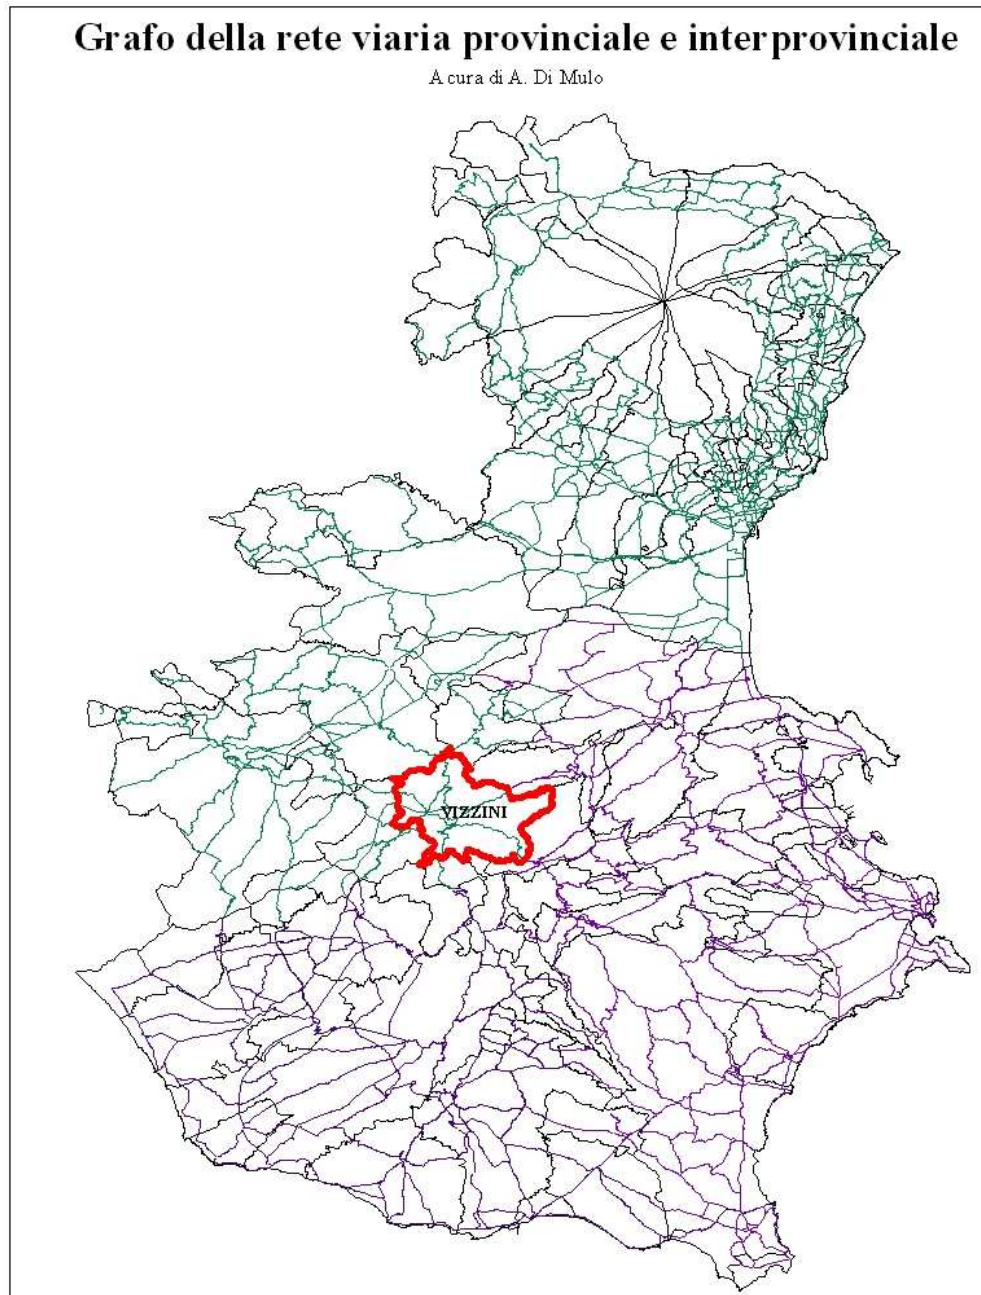 Grafo della rete viaria provinciale e interprovinciale
A cura di A. Di Mulo
VIZZINI